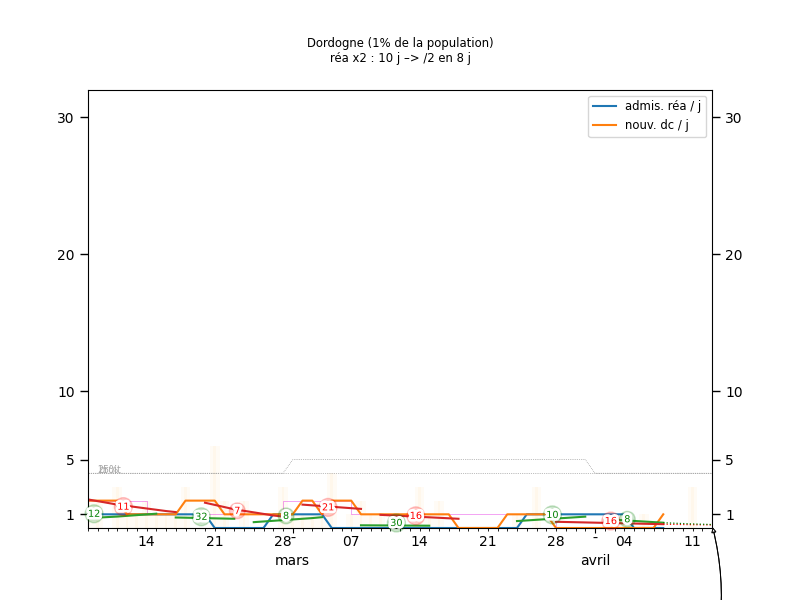 Dordogne (1% de la population)
réa x2 : 10 j –> /2 en 8 j
admis. réa / j
nouv. dc / j
30 30
20 20
10 10
5 5
1 1
12 11 32 7 8 21 30 16 10 16 8
14 21 28 07 14 21 28 - 04 11
mars avril